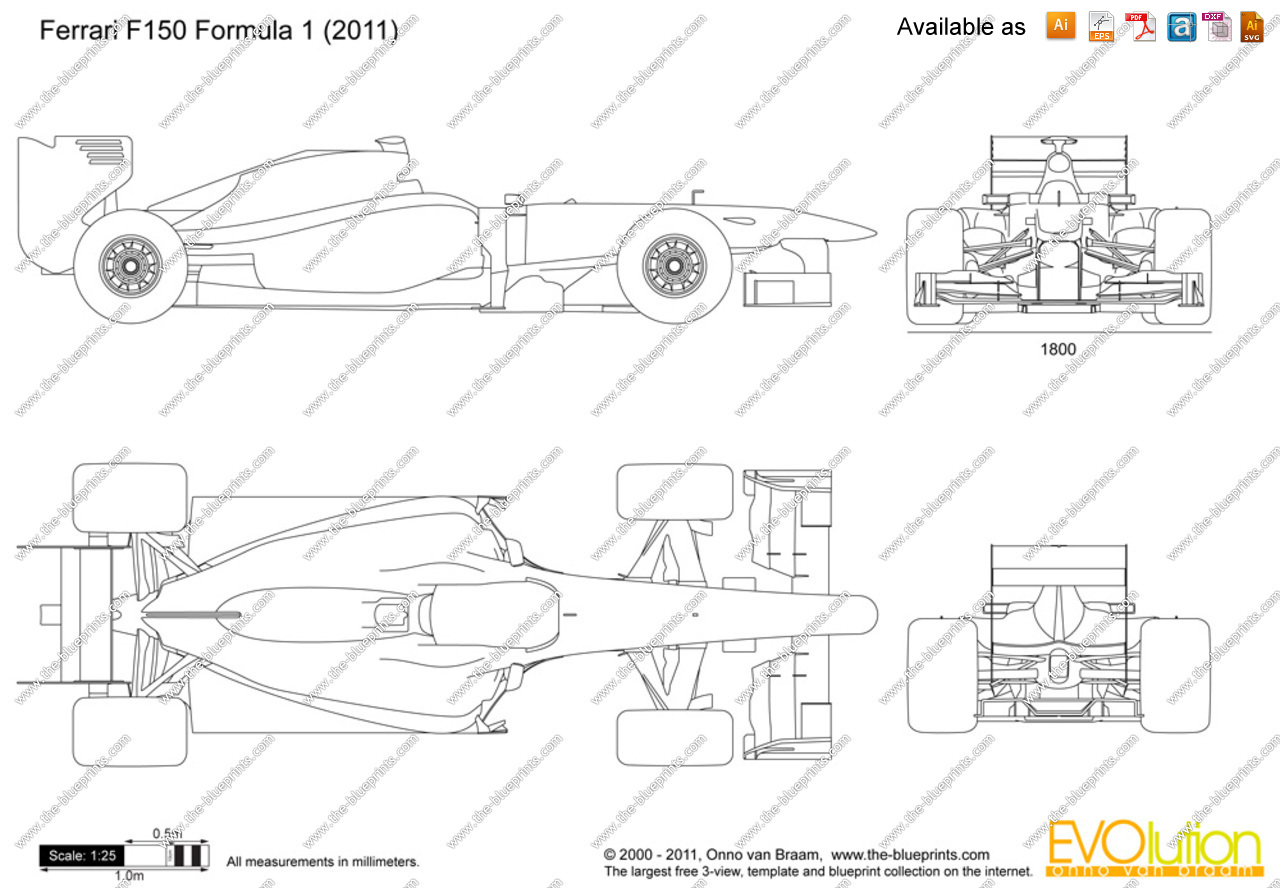 Ferrari F150 Formula 1 (2011)
Available as
Ai
EPS
PDF
a
DXF
Ai
SVG
www.the-blueprints.com
1800
0.5m
Scale: 1:25
1.0m
All measurements in millimeters.
© 2000 - 2011, Onno van Braam, www.the-blueprints.com
The largest free 3-view, template and blueprint collection on the internet.
EVOlution
onno van braam